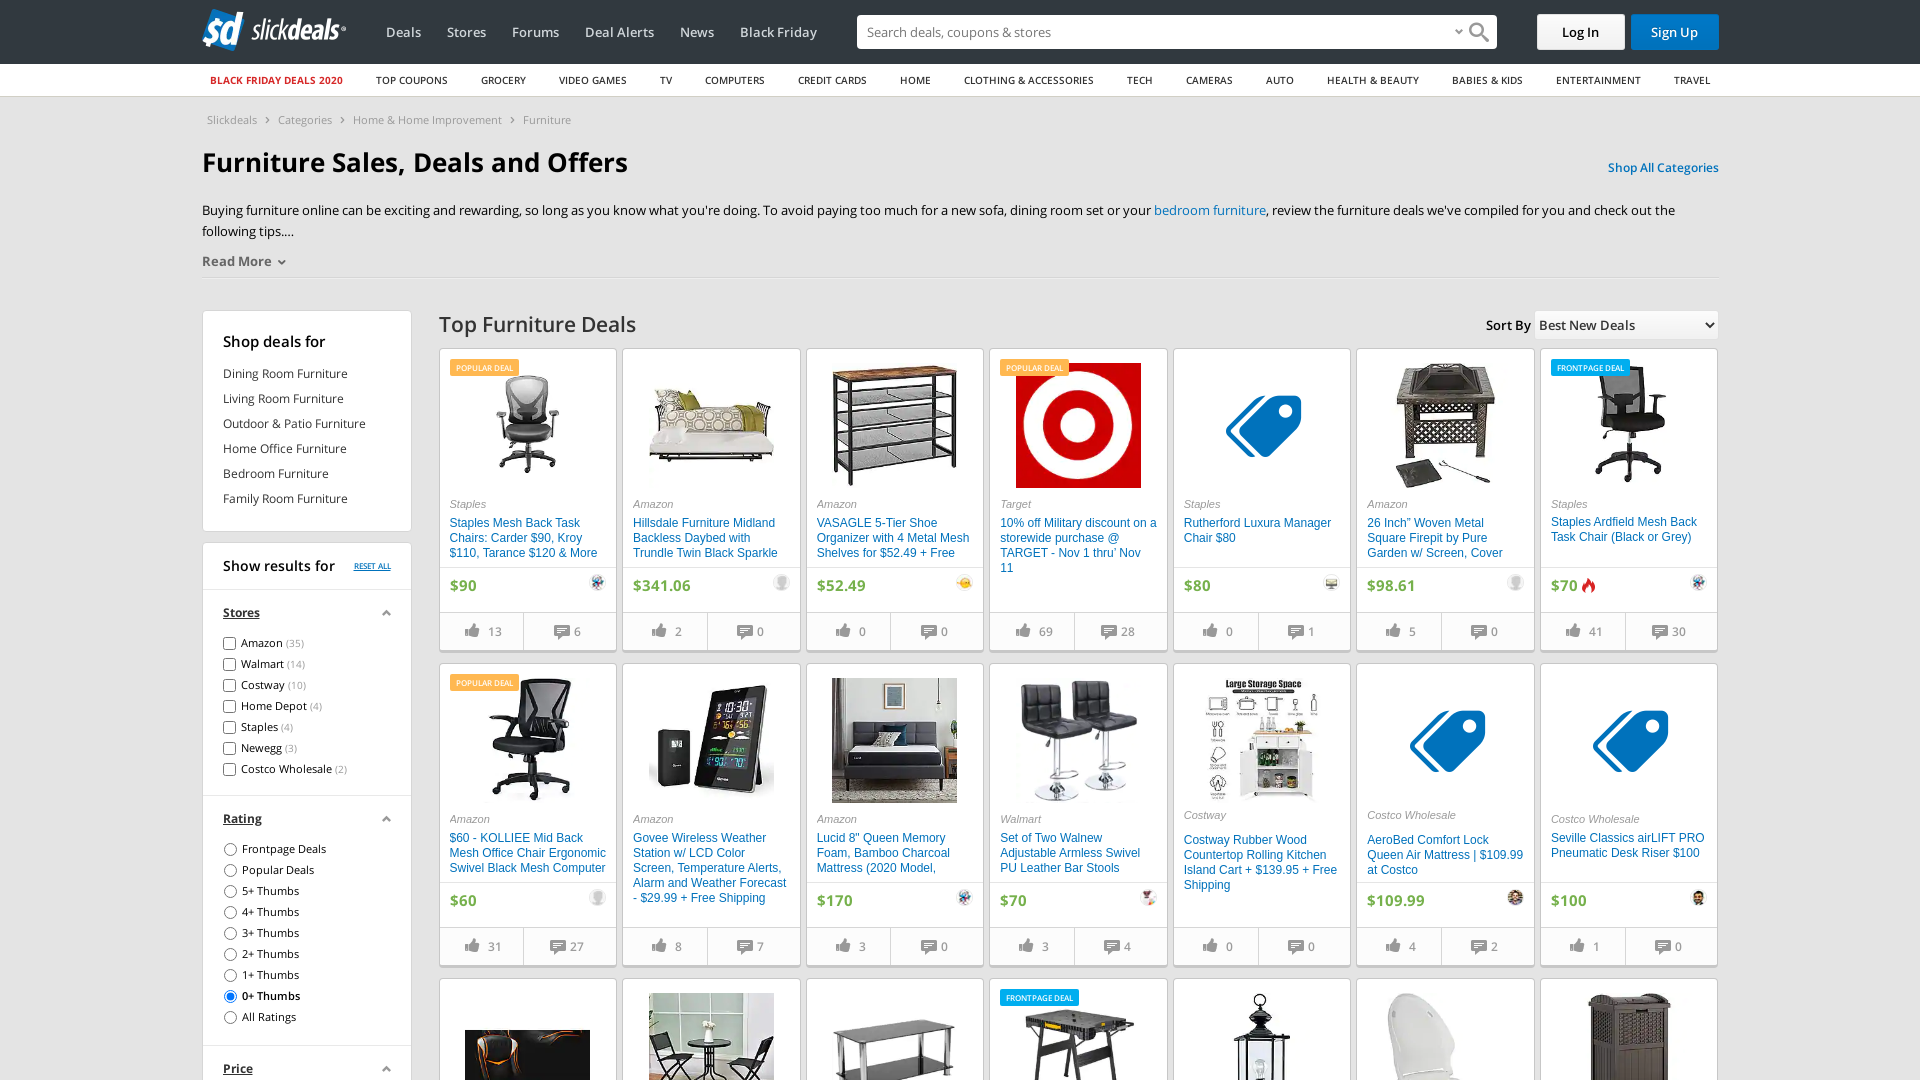 slickdeals
Deals
Stores
Forums
Deal Alerts
News
Black Friday
Search deals, coupons & stores
Log In
Sign Up
BLACK FRIDAY DEALS 2020
TOP COUPONS
GROCERY
VIDEO GAMES
TV
COMPUTERS
CREDIT CARDS
HOME
CLOTHING & ACCESSORIES
TECH
CAMERAS
AUTO
HEALTH & BEAUTY
BABIES & KIDS
ENTERTAINMENT
TRAVEL
Slickdeals > Categories > Home & Home Improvement > Furniture
Furniture Sales, Deals and Offers
Shop All Categories
Buying furniture online can be exciting and rewarding, so long as you know what you're doing. To avoid paying too much for a new sofa, dining room set or your bedroom furniture, review the furniture deals we've compiled for you and check out the
following tips....
Read More
Shop deals for
Dining Room Furniture
Living Room Furniture
Outdoor & Patio Furniture
Home Office Furniture
Bedroom Furniture
Family Room Furniture
Show results for
RESET ALL
Stores
Amazon (35)
Walmart (14)
Costway (10)
Home Depot (4)
Staples (4)
Newegg (3)
Costco Wholesale (2)
Rating
Frontpage Deals
Popular Deals
5+ Thumbs
4+ Thumbs
3+ Thumbs
2+ Thumbs
1+ Thumbs
0+ Thumbs
All Ratings
Price
Top Furniture Deals
Sort By
Best New Deals
POPULAR DEAL
Staples
Staples Mesh Back Task
Chairs: Carder $90, Kroy
$110, Tarance $120 & More
$90
13
6
Amazon
Hillsdale Furniture Midland
Backless Daybed with
Trundle Twin Black Sparkle
$341.06
2
0
Amazon
VASAGLE 5-Tier Shoe
Organizer with 4 Metal Mesh
Shelves for $52.49 + Free
$52.49
0
0
POPULAR DEAL
Target
10% off Military discount on a
storewide purchase @
TARGET - Nov 1 thru' Nov
11
69
28
Staples
Rutherford Luxura Manager
Chair $80
$80
0
1
Amazon
26 Inch” Woven Metal
Square Firepit by Pure
Garden w/ Screen, Cover
$98.61
5
0
FRONTPAGE DEAL
Staples
Staples Ardfield Mesh Back
Task Chair (Black or Grey)
$70
41
30
POPULAR DEAL
Amazon
$60 - KOLLIEE Mid Back
Mesh Office Chair Ergonomic
Swivel Black Mesh Computer
$60
31
27
Amazon
Govee Wireless Weather
Station w/ LCD Color
Screen, Temperature Alerts,
Alarm and Weather Forecast
- $29.99 + Free Shipping
8
7
Amazon
Lucid 8" Queen Memory
Foam, Bamboo Charcoal
Mattress (2020 Model,
$170
3
0
Walmart
Set of Two Walnew
Adjustable Armless Swivel
PU Leather Bar Stools
$70
3
4
Large Storage Space
Costway
Costway Rubber Wood
Countertop Rolling Kitchen
Island Cart + $139.95 + Free
Shipping
0
0
Costco Wholesale
AeroBed Comfort Lock
Queen Air Mattress | $109.99
at Costco
$109.99
4
2
Costco Wholesale
Seville Classics airLIFT PRO
Pneumatic Desk Riser $100
$100
1
0
FRONTPAGE DEAL